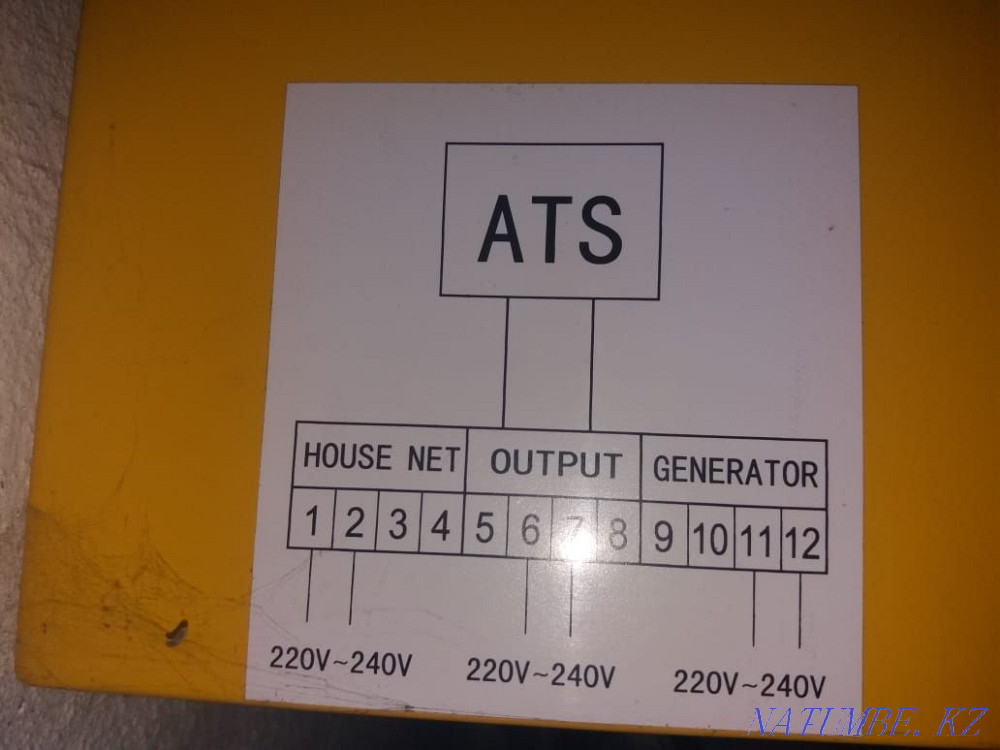 ATS
HOUSE NET OUTPUT GENERATOR
1 2 3 4 5 6 7 8 9 10 11 12
220V~240V 220V~240V 220V~240V
NATUMBE.KZ